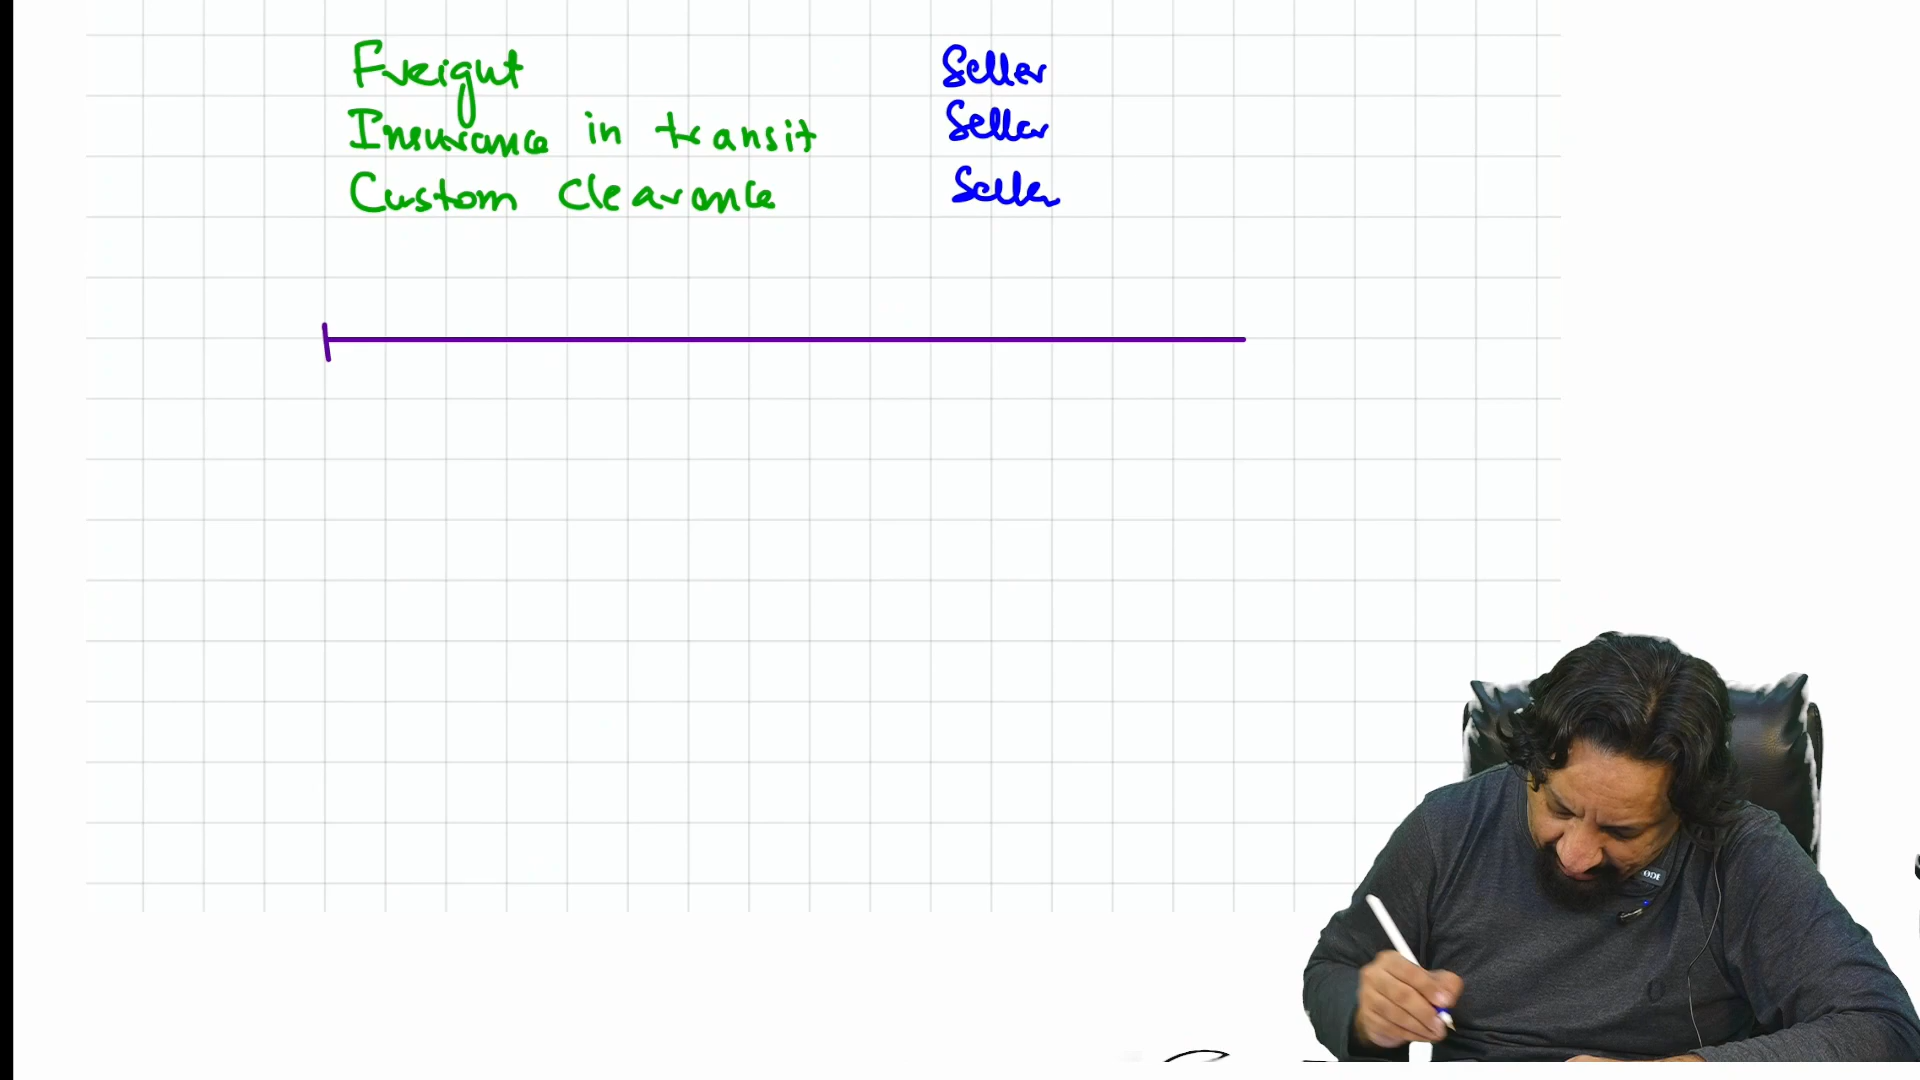 Freight Seller
Insurance in transit Seller
Custom Clearance Seller